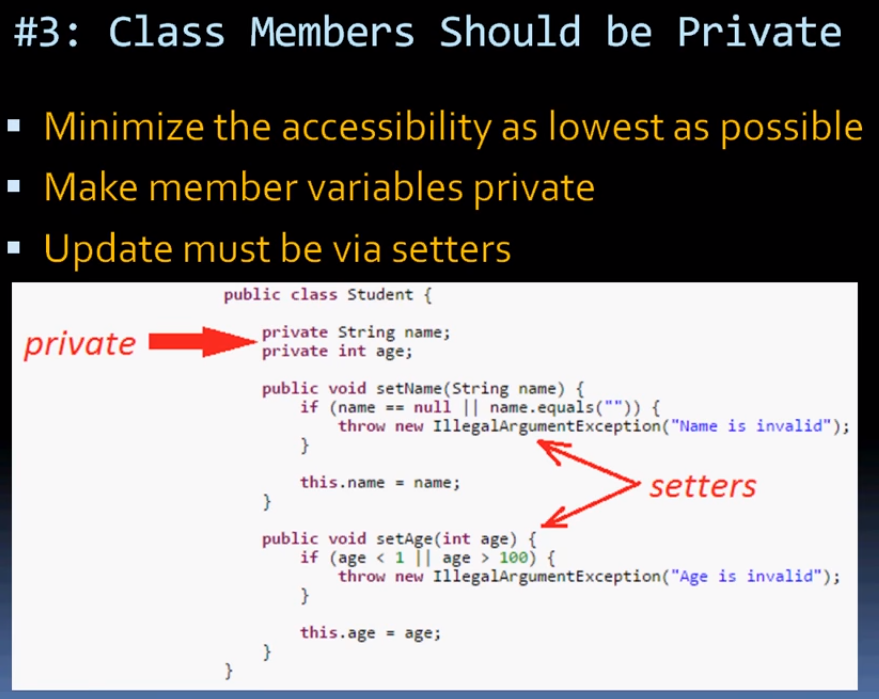 #3: Class Members Should be Private
Minimize the accessibility as lowest as possible
Make member variables private
Update must be via setters
public class Student {
private
private String name;
private int age;
public void setName(String name) {
if (name == null || name.equals("")) {
throw new IllegalArgumentException("Name is invalid");
}
this.name = name;
}
setters
public void setAge(int age) {
if (age < 1 || age > 100) {
throw new IllegalArgumentException("Age is invalid");
}
this.age = age;
}
}